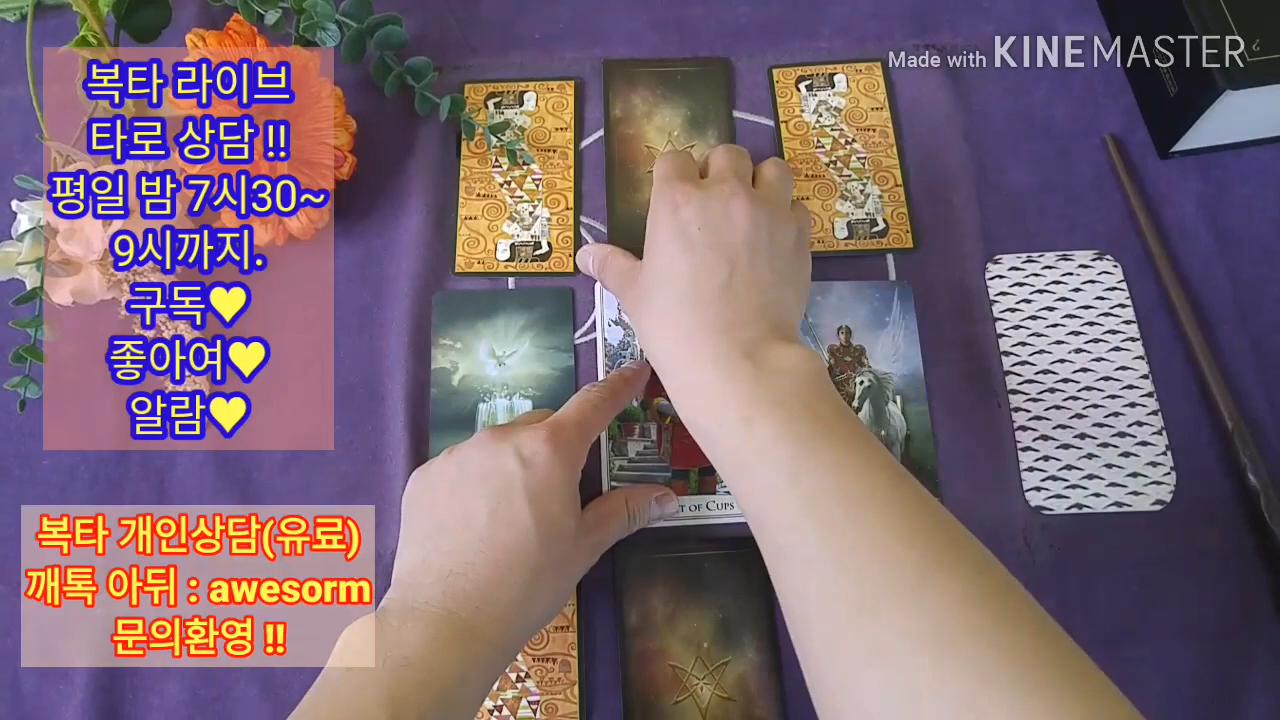 복타 라이브
타로 상담 !!
평일 밤 7시30~
9시까지.
구독♥
좋아여♥
알람♥
복타 개인상담(유료)
깨톡 아뒤 : awesorm
문의환영 !!
Made with KINEMASTER
OF CUPS